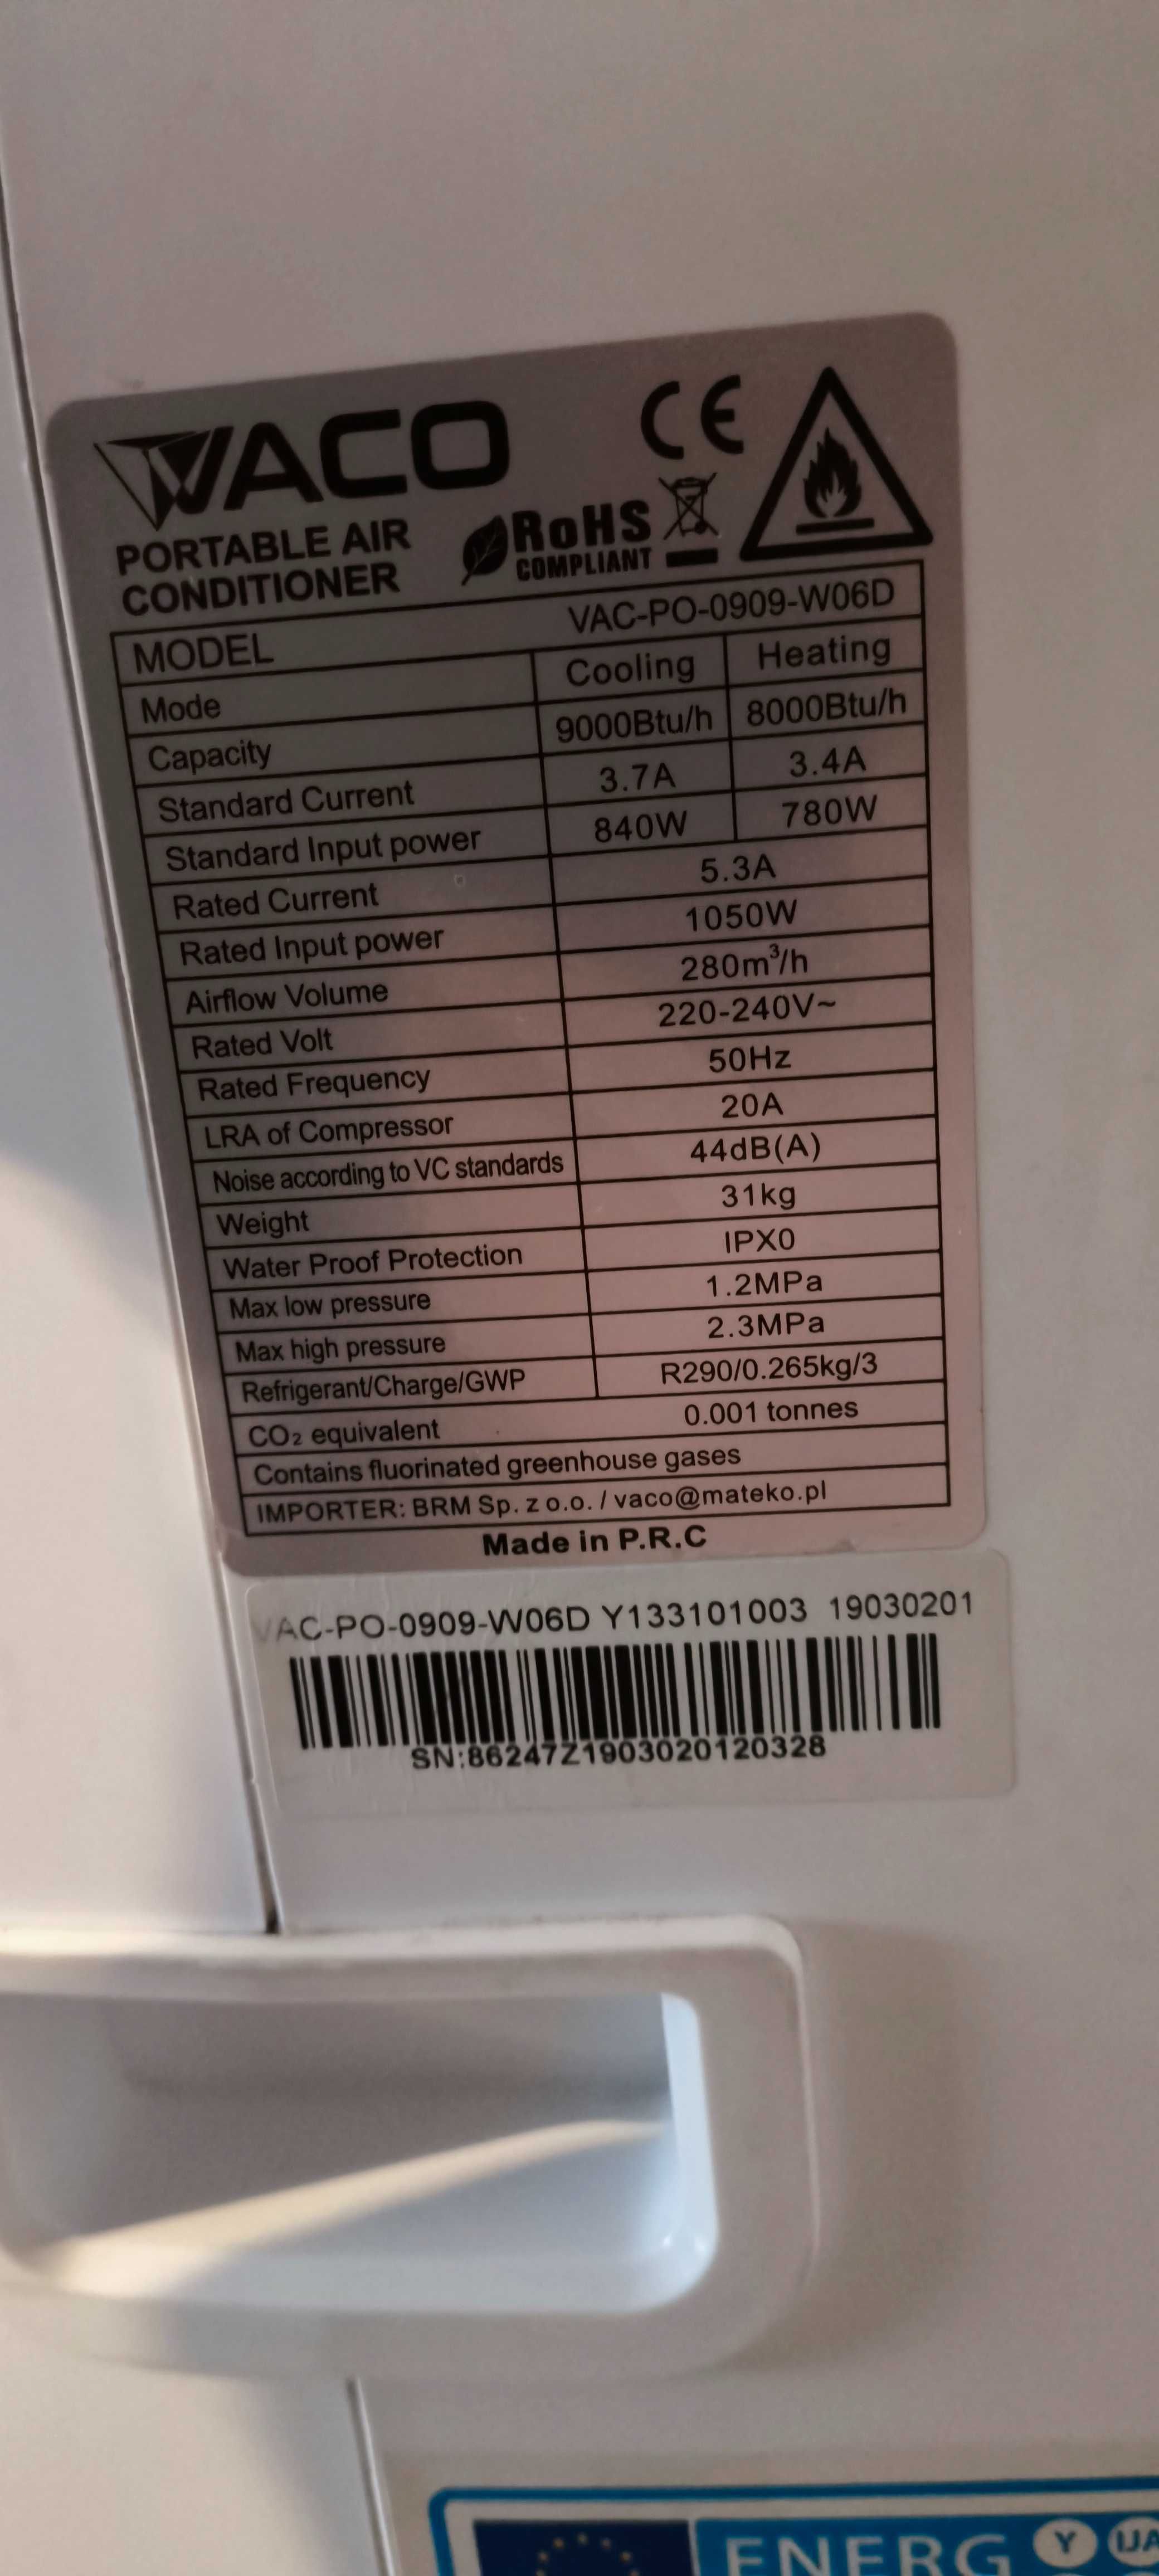 VACO
CE
PORTABLE AIR
CONDITIONER
RoHS
COMPLIANT
MODEL VAC-PO-0909-W06D
Mode Cooling Heating
Capacity 9000Btu/h 8000Btu/h
Standard Current 3.7A 3.4A
Standard Input power 840W 780W
Rated Current 5.3A
Rated Input power 1050W
Airflow Volume 280m³/h
Rated Volt 220-240V~
Rated Frequency 50Hz
LRA of Compressor 20A
Noise according to VC standards 44dB(A)
Weight 31kg
Water Proof Protection IPX0
Max low pressure 1.2MPa
Max high pressure 2.3MPa
Refrigerant/Charge/GWP R290/0.265kg/3
CO₂ equivalent 0.001 tonnes
Contains fluorinated greenhouse gases
IMPORTER: BRM Sp. z o.o. / vaco@mateko.pl
Made in P.R.C
VAC-PO-0909-W06D Y133101003 19030201
SN:86247Z1903020120328
ENERG Y IJA